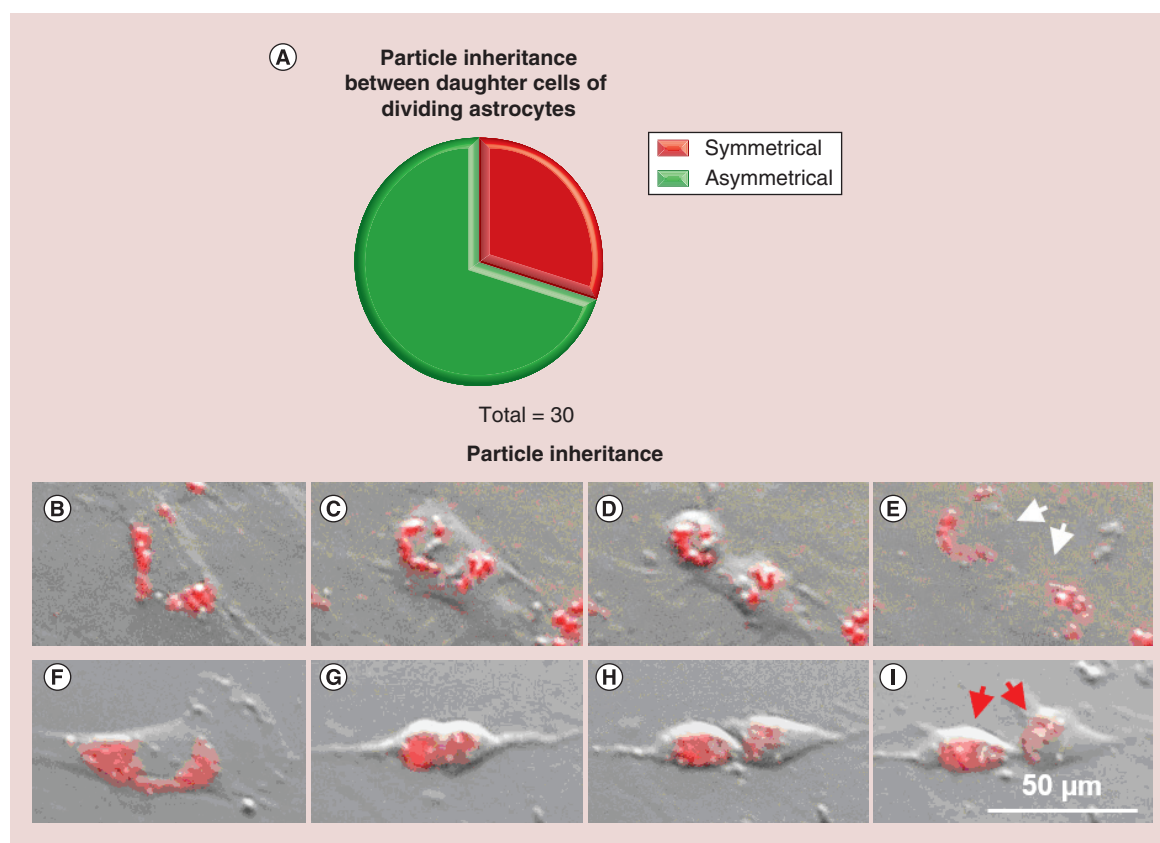 A
Particle inheritance
between daughter cells of
dividing astrocytes
Symmetrical
Asymmetrical
Total = 30
Particle inheritance
B
C
D
E
F
G
H
I
50 µm